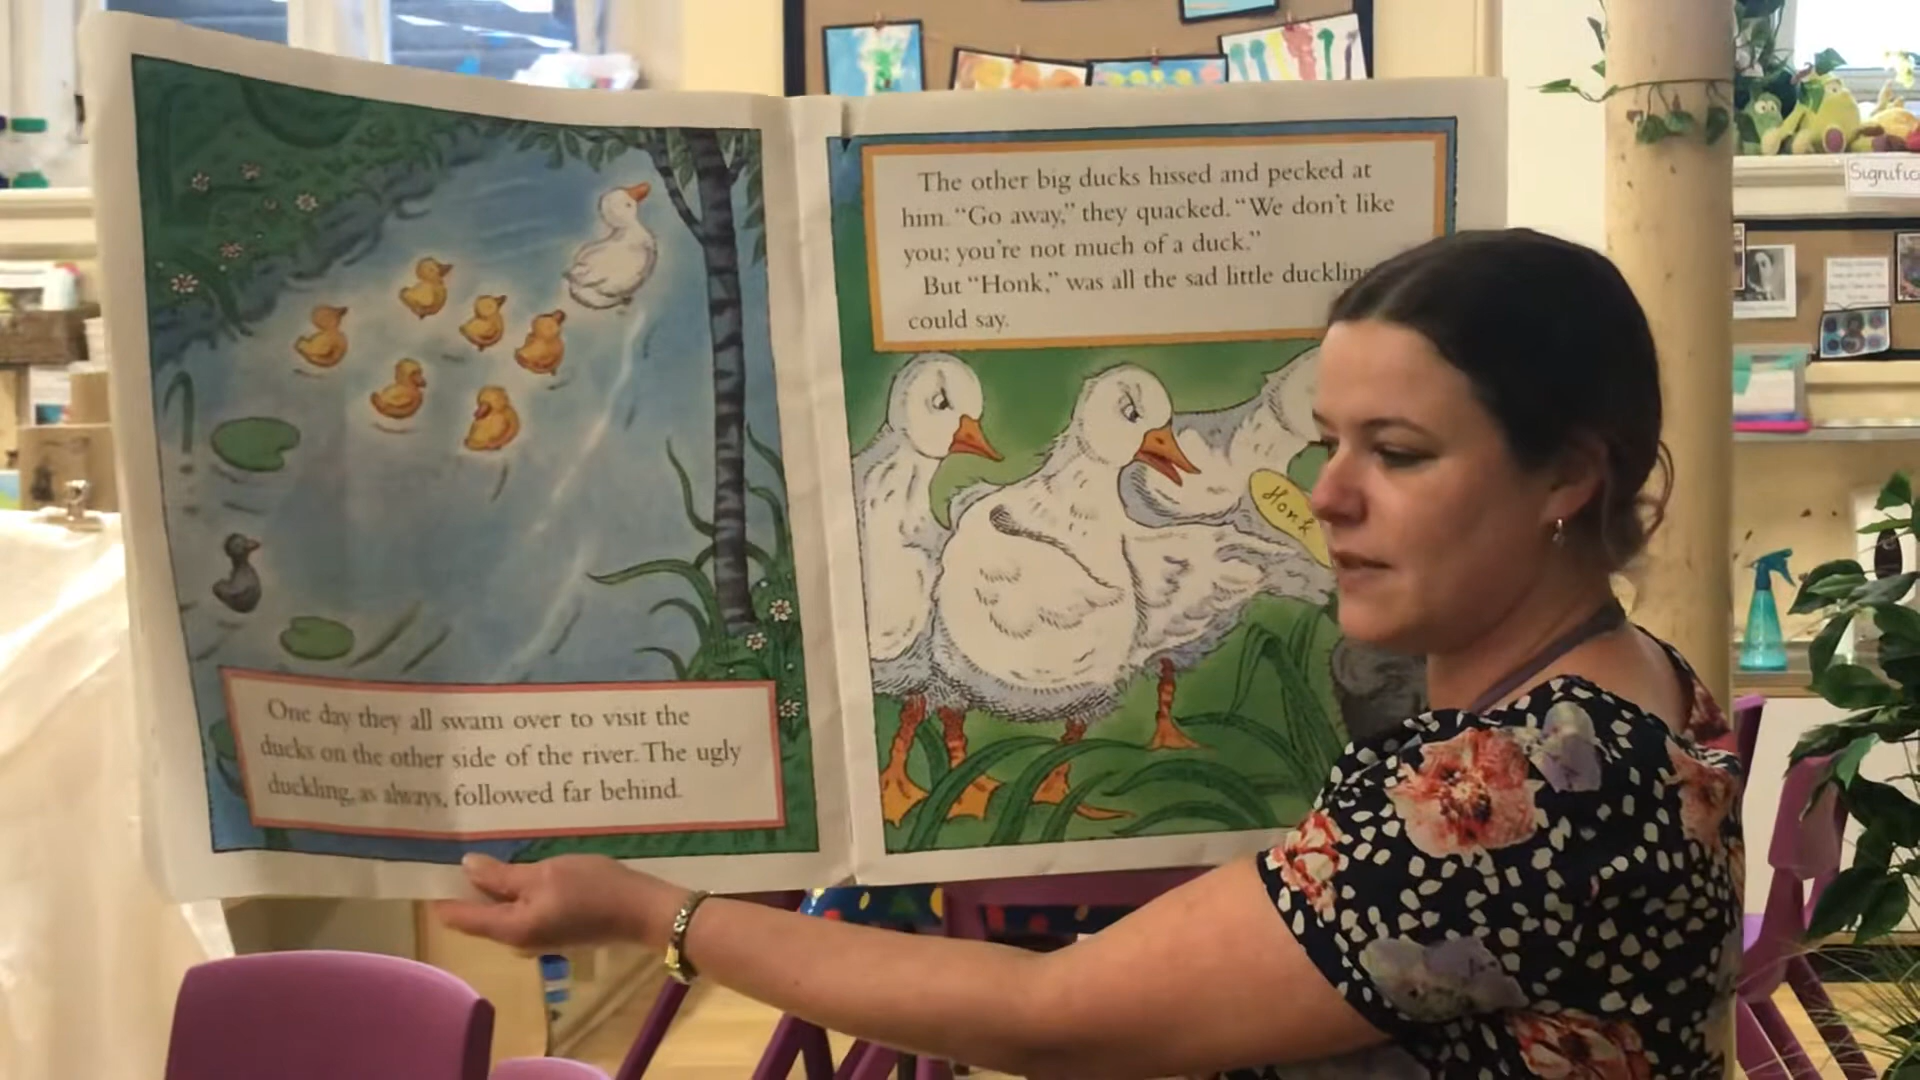 One day they all swam over to visit the
ducks on the other side of the river. The ugly
duckling, as always, followed far behind.
The other big ducks hissed and pecked at
him. “Go away,” they quacked. “We don’t like
you; you’re not much of a duck.”
But “Honk,” was all the sad little duckling
could say.
Honk